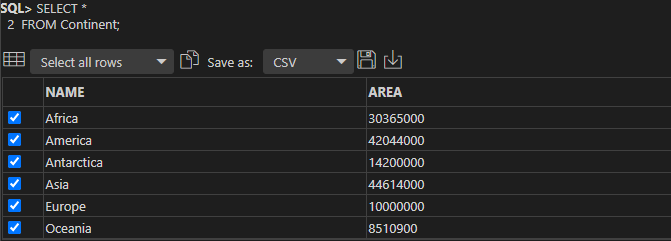 SQL> SELECT *
2 FROM Continent;
Select all rows Save as: CSV
NAME AREA
Africa 30365000
America 42044000
Antarctica 14200000
Asia 44614000
Europe 10000000
Oceania 8510900